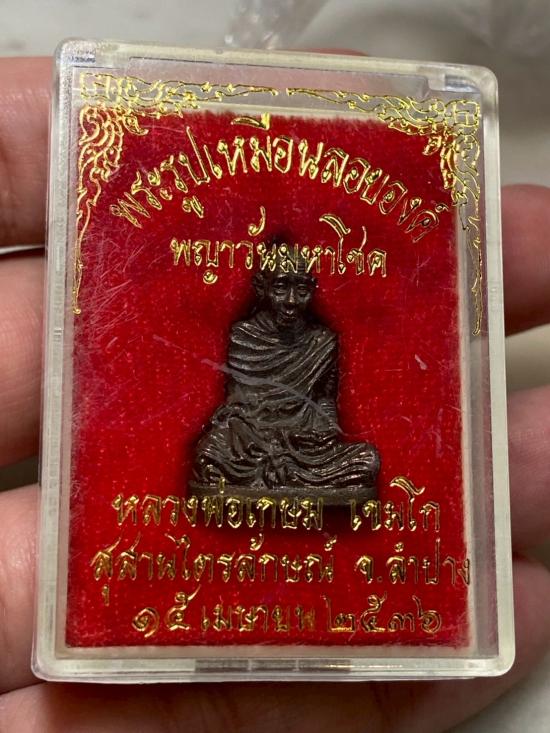 พระรูปเหมือนลอยองค์
พญาวันมหาโชค
หลวงพ่อเกษม เขมโก
สุสานไตรลักษณ์ จ.ลำปาง
๑๕ เมษายน ๒๕๓๖